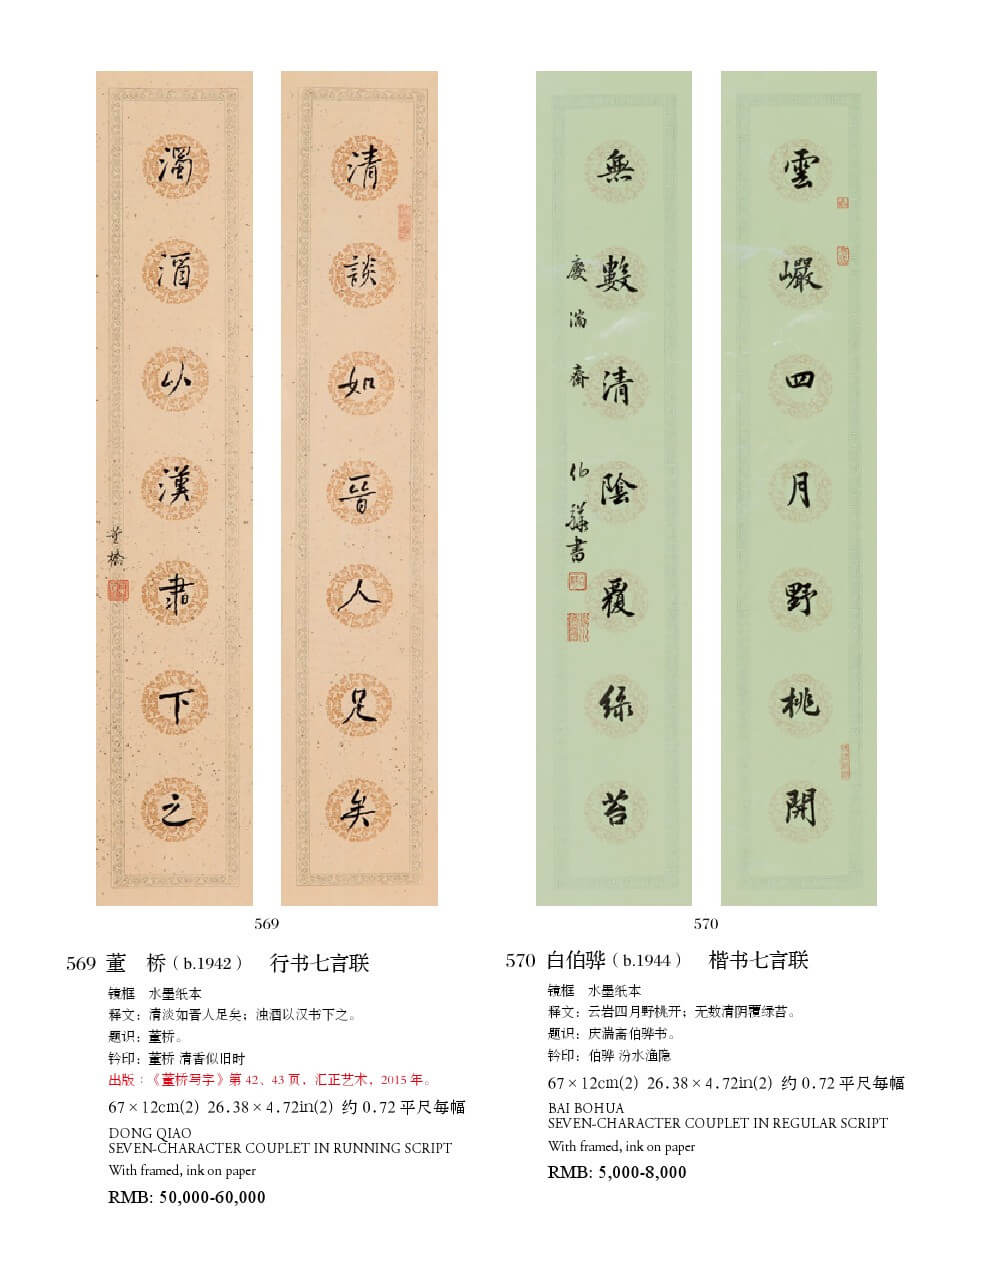 清談如晉人足矣
濁酒以漢書下之
董橋
雲巖四月野桃開
無數清陰覆綠苔
慶湍齋 伯驊書
569
570
569 董 桥（b.1942） 行书七言联
镜框 水墨纸本
释文：清淡如晋人足矣；浊酒以汉书下之。
题识：董桥。
钤印：董桥 清香似旧时
出版：《董桥写字》第 42、43 页，汇正艺术，2015 年。
67×12cm(2) 26.38×4.72in(2) 约 0.72 平尺每幅
DONG QIAO
SEVEN-CHARACTER COUPLET IN RUNNING SCRIPT
With framed, ink on paper
RMB: 50,000-60,000
570 白伯骅（b.1944） 楷书七言联
镜框 水墨纸本
释文：云岩四月野桃开；无数清阴覆绿苔。
题识：庆湍斋伯骅书。
钤印：伯骅 汾水渔隐
67×12cm(2) 26.38×4.72in(2) 约 0.72 平尺每幅
BAI BOHUA
SEVEN-CHARACTER COUPLET IN REGULAR SCRIPT
With framed, ink on paper
RMB: 5,000-8,000